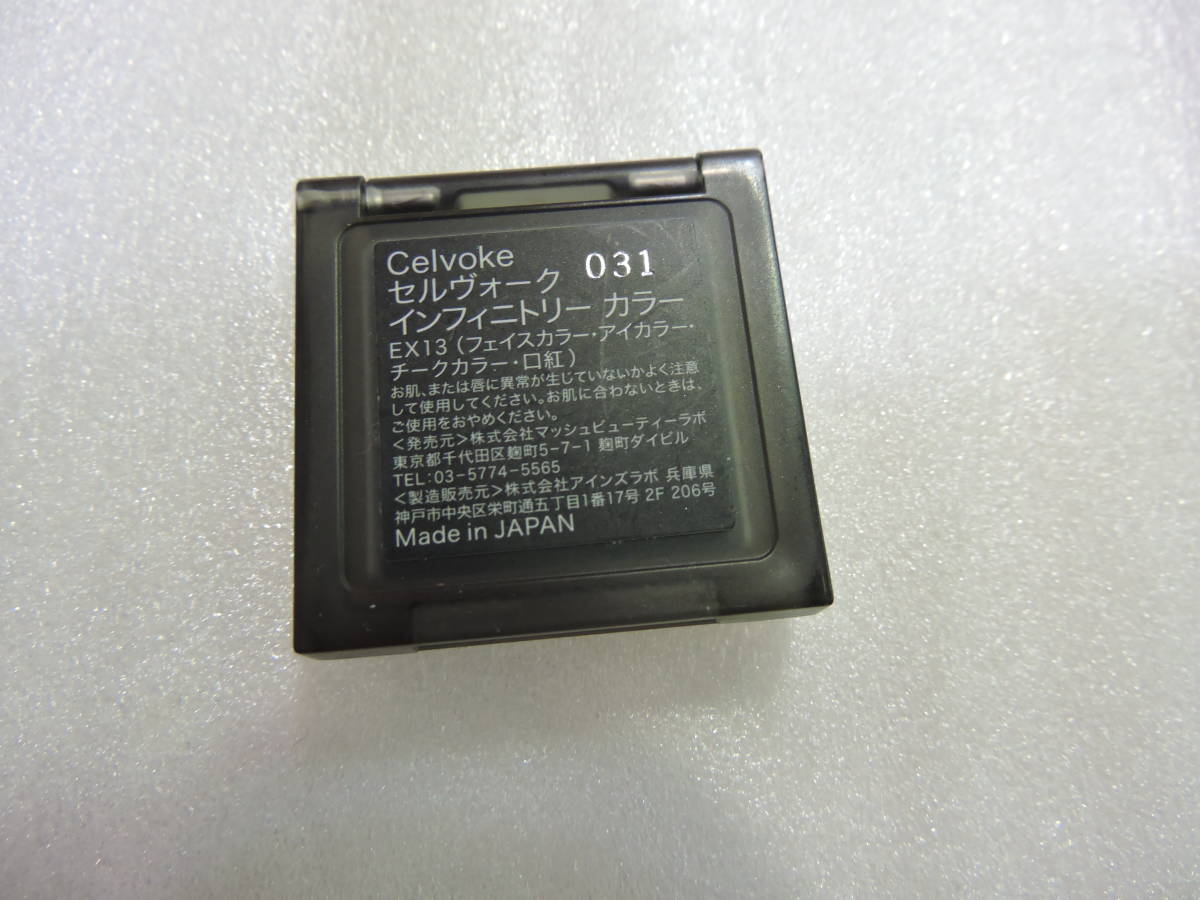 Celvoke
031
セルヴォーク
インフィニトリー カラー
EX13（フェイスカラー・アイカラー・
チークカラー・口紅）
お肌、または唇に異常が生じていないかよく注意
して使用してください。お肌に合わないときは、
ご使用をおやめください。
＜発売元＞株式会社マッシュビューティーラボ
東京都千代田区麹町5-7-1 麹町ダイビル
TEL:03-5774-5565
＜製造販売元＞株式会社アインズラボ 兵庫県
神戸市中央区栄町通五丁目1番17号 2F 206号
Made in JAPAN